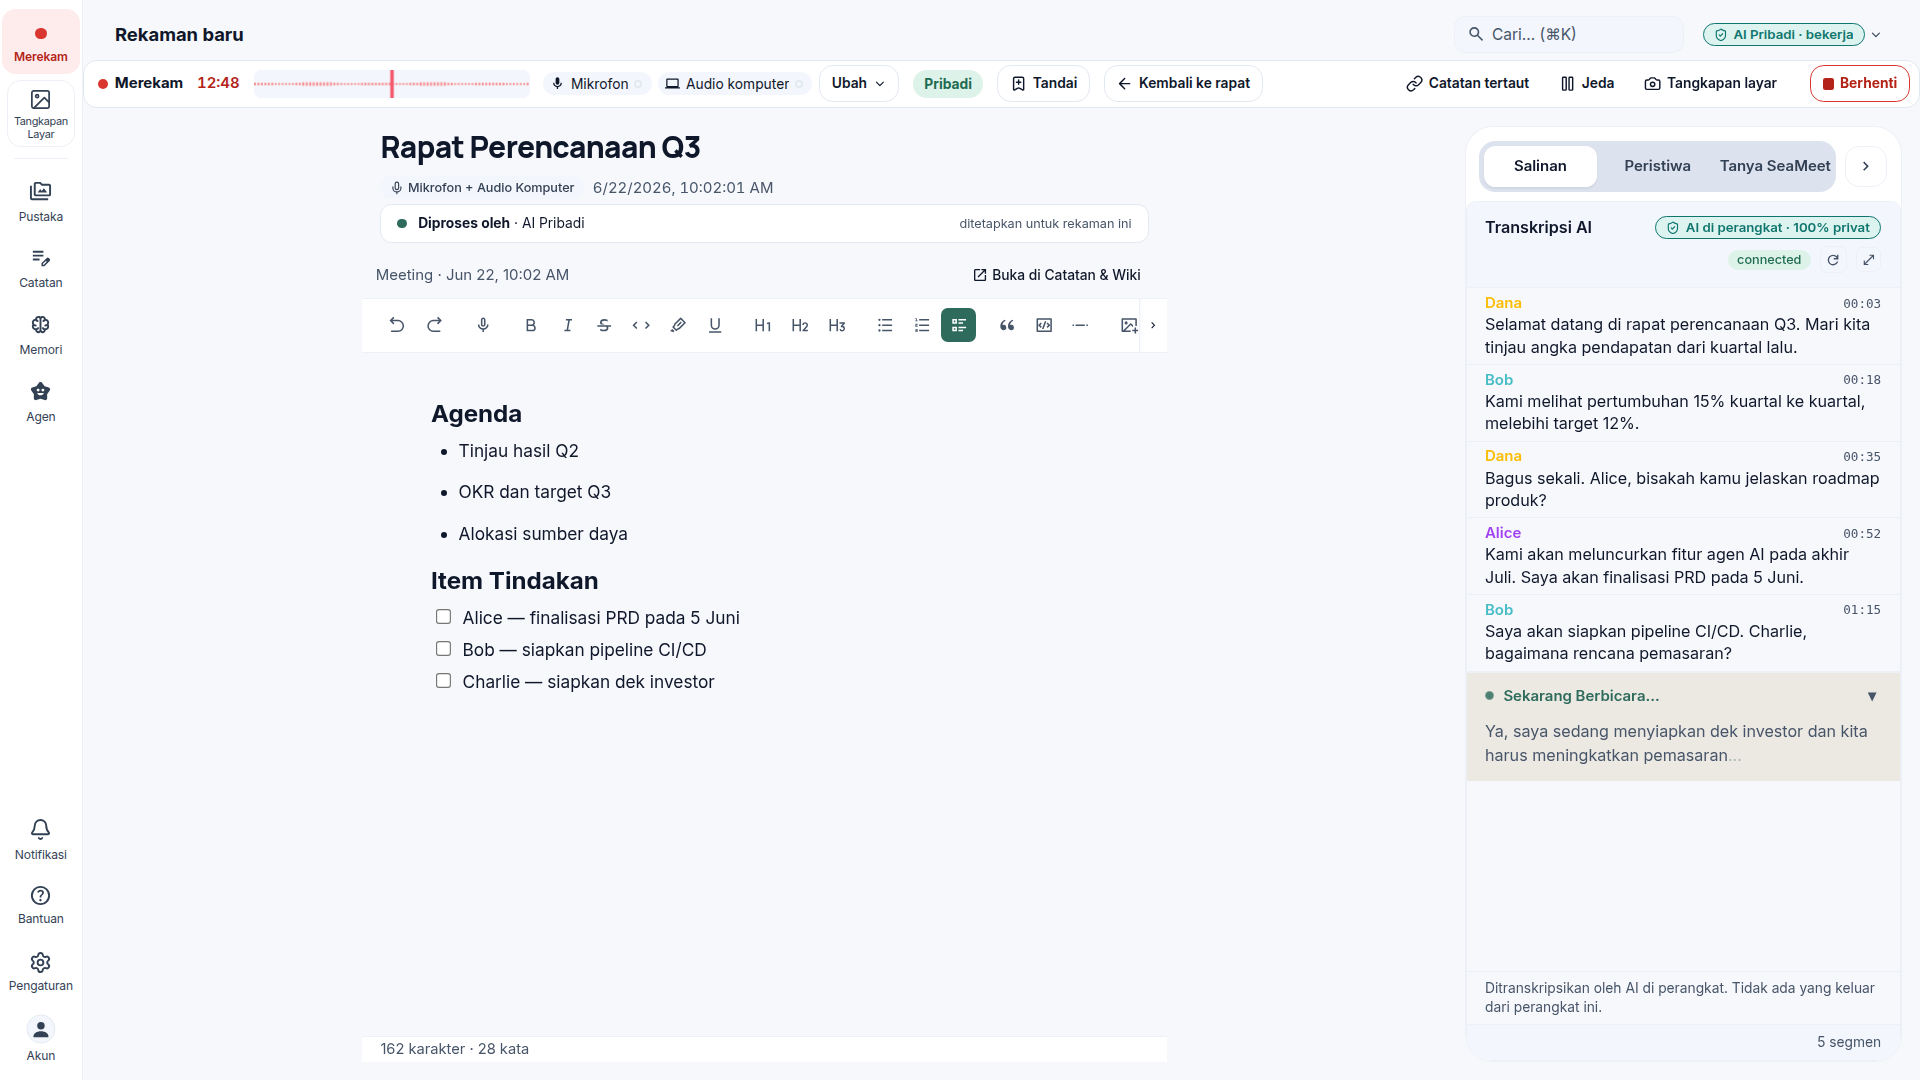 Merekam
Tangkapan
Layar
Pustaka
Catatan
Memori
Agen
Notifikasi
Bantuan
Pengaturan
Akun
Rekaman baru
Cari... (⌘K)
AI Pribadi · bekerja
Merekam 12:48
Mikrofon
Audio komputer
Ubah
Pribadi
Tandai
Kembali ke rapat
Catatan tertaut
Jeda
Tangkapan layar
Berhenti
Rapat Perencanaan Q3
Mikrofon + Audio Komputer 6/22/2026, 10:02:01 AM
Diproses oleh · AI Pribadi ditetapkan untuk rekaman ini
Meeting · Jun 22, 10:02 AM Buka di Catatan & Wiki
B I S U H1 H2 H3
Agenda
• Tinjau hasil Q2
• OKR dan target Q3
• Alokasi sumber daya
Item Tindakan
Alice — finalisasi PRD pada 5 Juni
Bob — siapkan pipeline CI/CD
Charlie — siapkan dek investor
162 karakter · 28 kata
Salinan Peristiwa Tanya SeaMeet
Transkripsi AI
AI di perangkat · 100% privat
connected
Dana 00:03
Selamat datang di rapat perencanaan Q3. Mari kita
tinjau angka pendapatan dari kuartal lalu.
Bob 00:18
Kami melihat pertumbuhan 15% kuartal ke kuartal,
melebihi target 12%.
Dana 00:35
Bagus sekali. Alice, bisakah kamu jelaskan roadmap
produk?
Alice 00:52
Kami akan meluncurkan fitur agen AI pada akhir
Juli. Saya akan finalisasi PRD pada 5 Juni.
Bob 01:15
Saya akan siapkan pipeline CI/CD. Charlie,
bagaimana rencana pemasaran?
Sekarang Berbicara...
Ya, saya sedang menyiapkan dek investor dan kita
harus meningkatkan pemasaran...
Ditranskripsikan oleh AI di perangkat. Tidak ada yang keluar
dari perangkat ini.
5 segmen